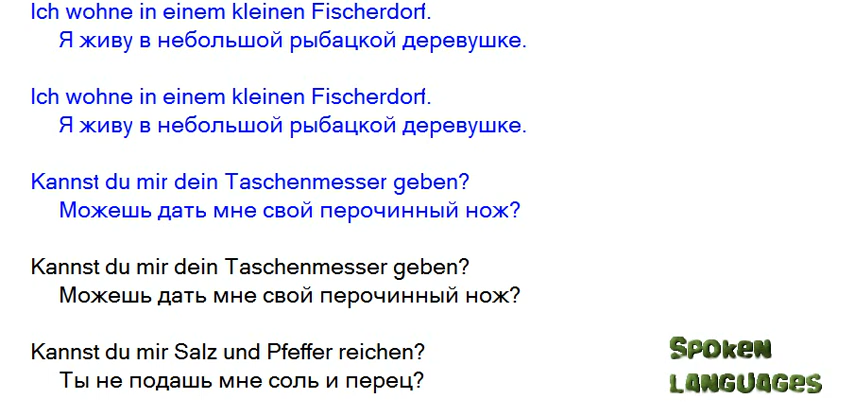 Ich wohne in einem kleinen Fischerdorf.
Я живу в небольшой рыбацкой деревушке.
Ich wohne in einem kleinen Fischerdorf.
Я живу в небольшой рыбацкой деревушке.
Kannst du mir dein Taschenmesser geben?
Можешь дать мне свой перочинный нож?
Kannst du mir dein Taschenmesser geben?
Можешь дать мне свой перочинный нож?
Kannst du mir Salz und Pfeffer reichen?
Ты не подашь мне соль и перец?
SPOKEN
LANGUAGES